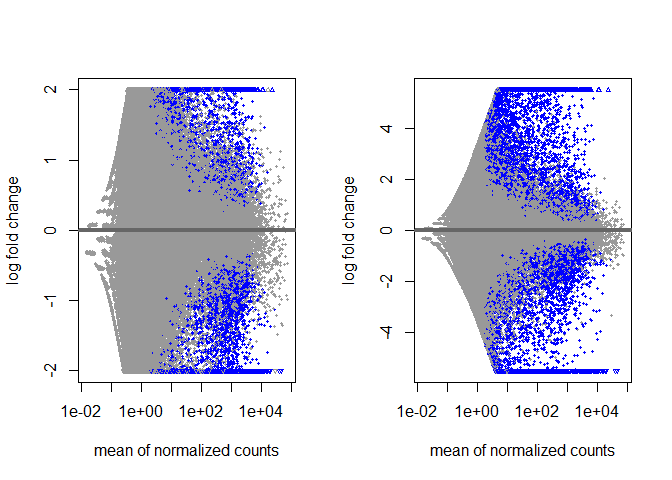 2
1
0
-1
-2
log fold change
1e-02
1e+00
1e+02
1e+04
mean of normalized counts
4
2
0
-2
-4
log fold change
1e-02
1e+00
1e+02
1e+04
mean of normalized counts